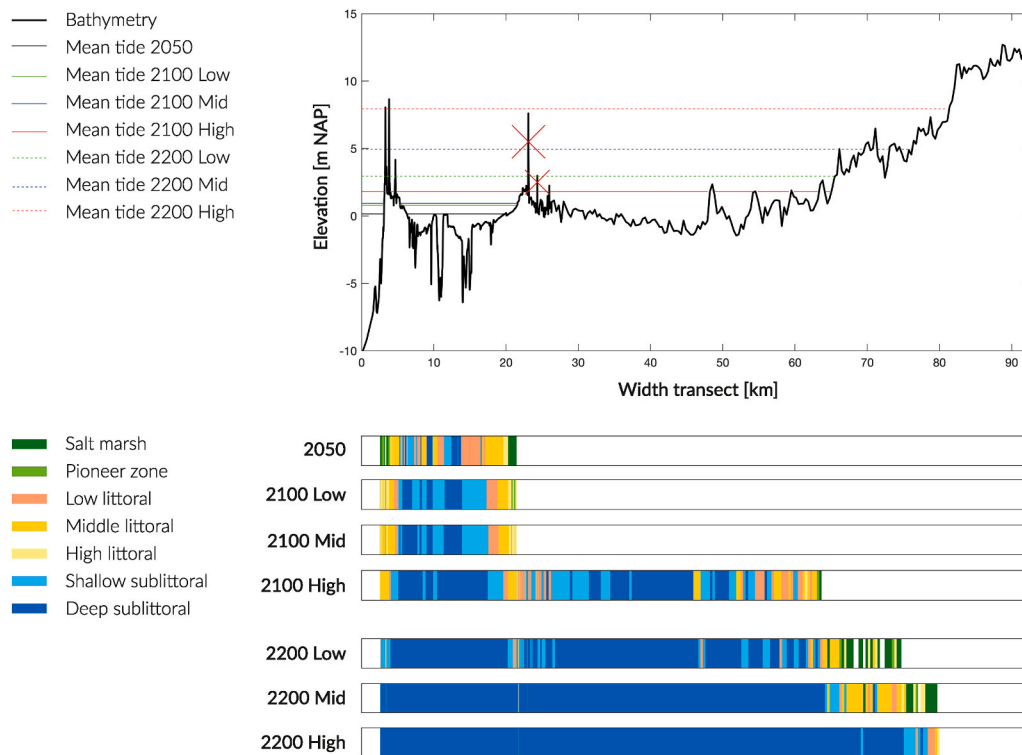 Bathymetry
Mean tide 2050
Mean tide 2100 Low
Mean tide 2100 Mid
Mean tide 2100 High
Mean tide 2200 Low
Mean tide 2200 Mid
Mean tide 2200 High
Elevation [m NAP]
15
10
5
0
-5
-10
0 10 20 30 40 50 60 70 80 90
Width transect [km]
Salt marsh
Pioneer zone
Low littoral
Middle littoral
High littoral
Shallow sublittoral
Deep sublittoral
2050
2100 Low
2100 Mid
2100 High
2200 Low
2200 Mid
2200 High